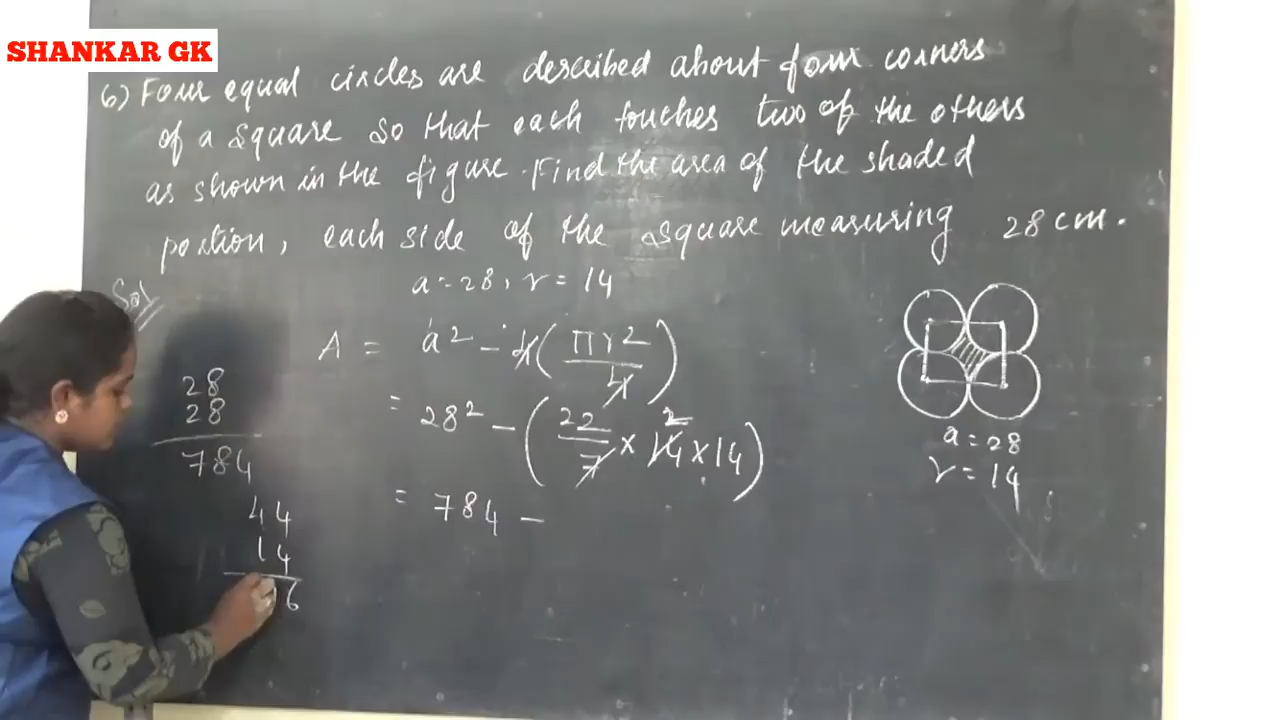 SHANKAR GK
6) Four equal circles are described about four corners
of a square so that each touches two of the others
as shown in the figure. Find the area of the shaded
portion, each side of the square measuring 28 cm.
Sol
a = 28, r = 14
A = a² - 4(πr²/4)
28
28
784
= 28² - (22/7 × 14 2 × 14)
44
14
6
= 784 -
a = 28
r = 14